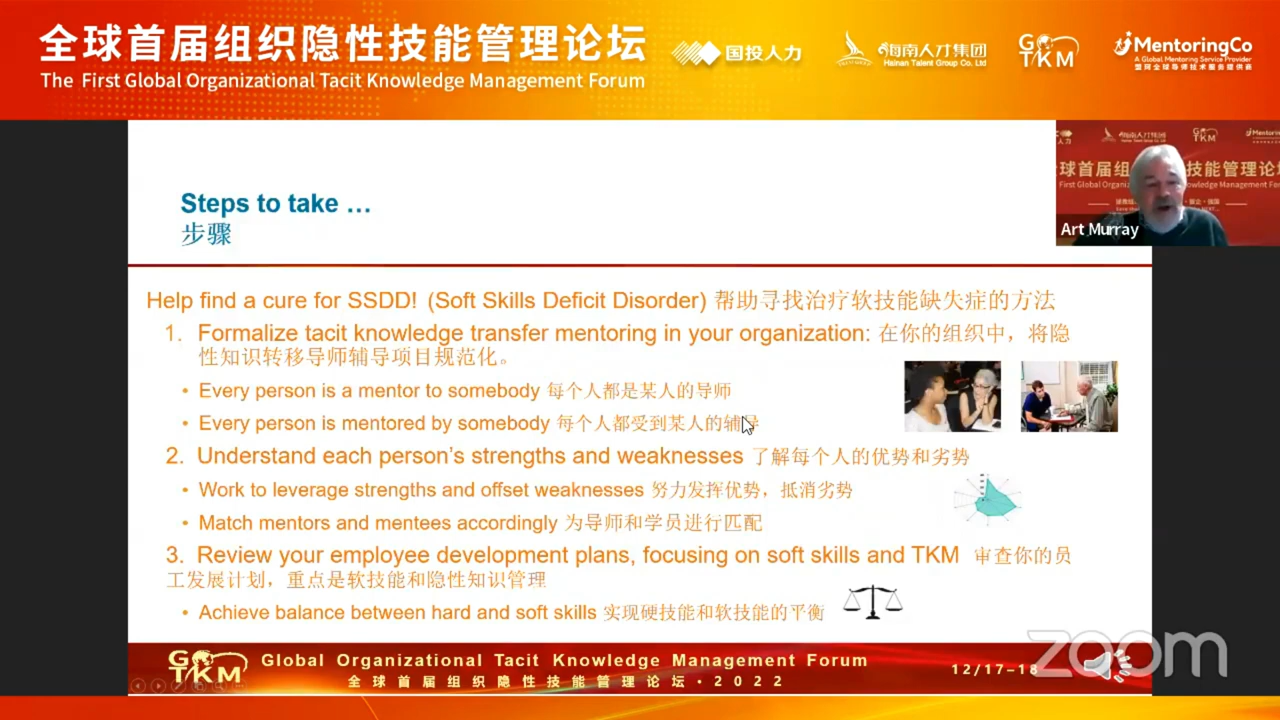 全球首届组织隐性技能管理论坛
The First Global Organizational Tacit Knowledge Management Forum
国投人力
海南人才集团
Hainan Talent Group Co. Ltd
GO TKM
MentoringCo
A Global Mentoring Service Provider
Steps to take …
步骤
Art Murray
Help find a cure for SSDD! (Soft Skills Deficit Disorder) 帮助寻找治疗软技能缺失症的方法
1. Formalize tacit knowledge transfer mentoring in your organization: 在你的组织中，将隐
性知识转移导师辅导项目规范化。
• Every person is a mentor to somebody 每个人都是某人的导师
• Every person is mentored by somebody 每个人都受到某人的辅导
2. Understand each person's strengths and weaknesses 了解每个人的优势和劣势
• Work to leverage strengths and offset weaknesses 努力发挥优势，抵消劣势
• Match mentors and mentees accordingly 为导师和学员进行匹配
3. Review your employee development plans, focusing on soft skills and TKM 审查你的员
工发展计划，重点是软技能和隐性知识管理
• Achieve balance between hard and soft skills 实现硬技能和软技能的平衡
GO TKM
Global Organizational Tacit Knowledge Management Forum
全球首届组织隐性技能管理论坛·2022
12/17-18
zoom